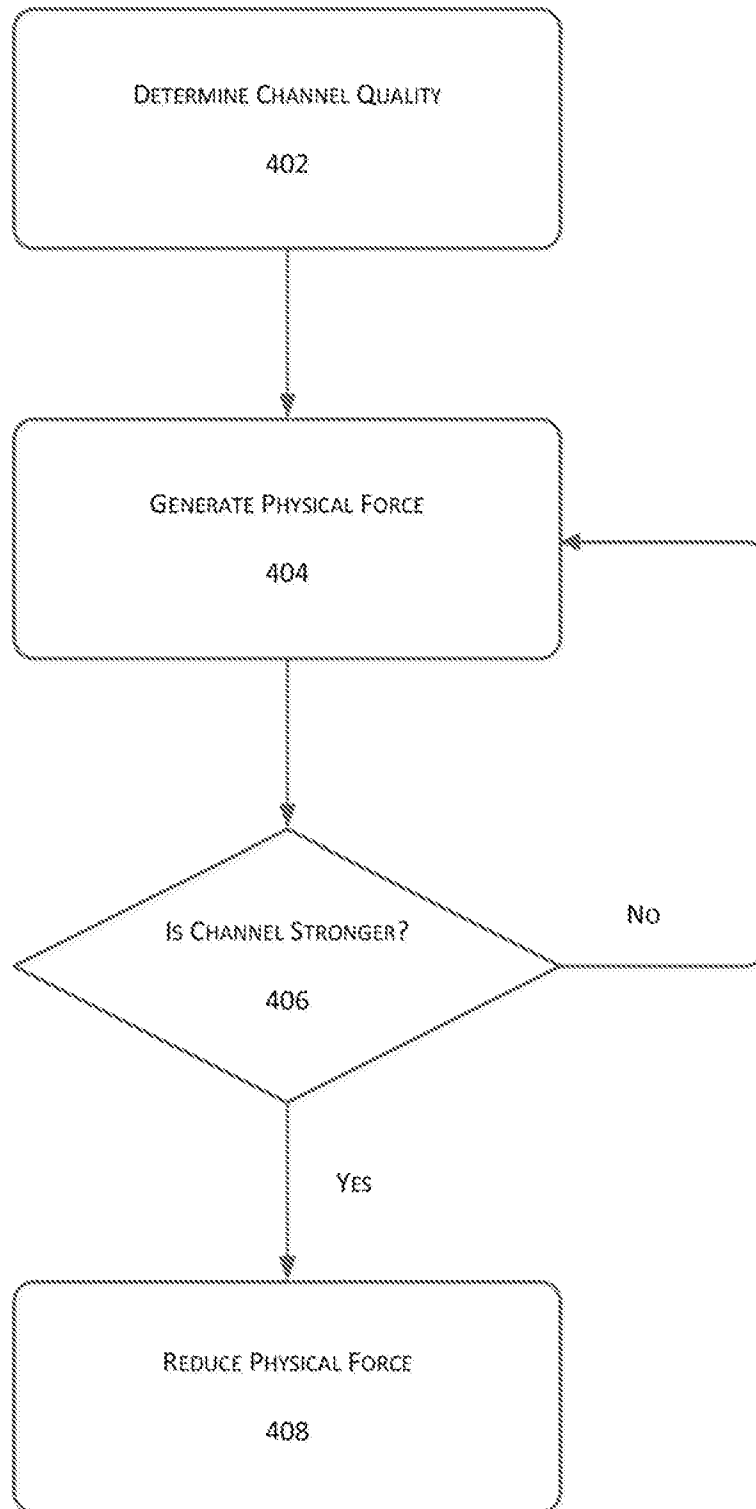 DETERMINE CHANNEL QUALITY
402
GENERATE PHYSICAL FORCE
404
IS CHANNEL STRONGER?
406
NO
YES
REDUCE PHYSICAL FORCE
408